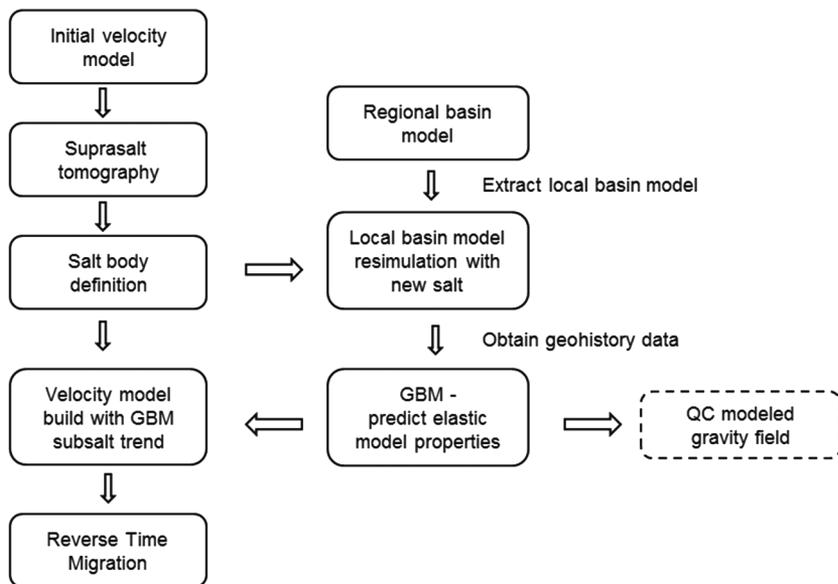 Initial velocity
model
Suprasalt
tomography
Salt body
definition
Velocity model
build with GBM
subsalt trend
Reverse Time
Migration
Regional basin
model
Extract local basin model
Local basin model
resimulation with
new salt
Obtain geohistory data
GBM -
predict elastic
model properties
QC modeled
gravity field